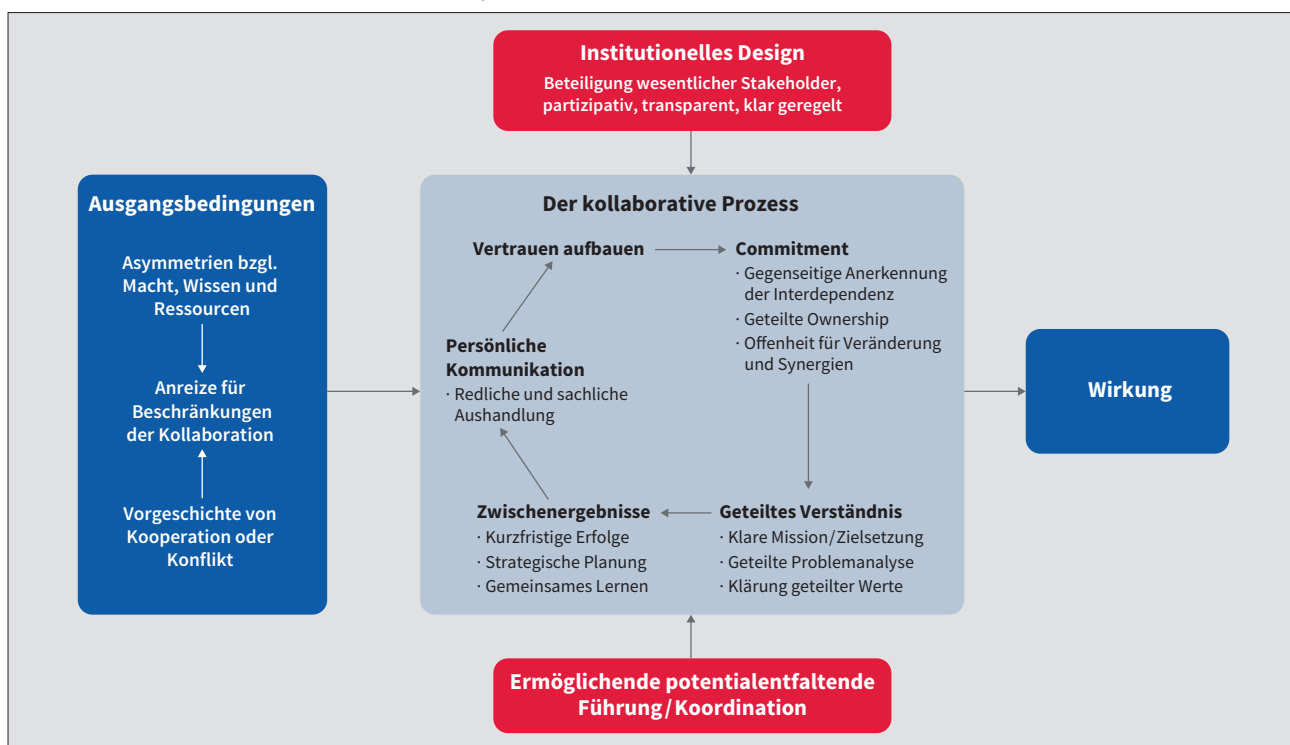 Institutionelles Design
Beteiligung wesentlicher Stakeholder,
partizipativ, transparent, klar geregelt
Ausgangsbedingungen
Asymmetrien bzgl.
Macht, Wissen und
Ressourcen
Anreize für
Beschränkungen
der Kollaboration
Vorgeschichte von
Kooperation oder
Konflikt
Der kollaborative Prozess
Vertrauen aufbauen
Commitment
· Gegenseitige Anerkennung
der Interdependenz
· Geteilte Ownership
· Offenheit für Veränderung
und Synergien
Persönliche
Kommunikation
· Redliche und sachliche
Aushandlung
Zwischenergebnisse
· Kurzfristige Erfolge
· Strategische Planung
· Gemeinsames Lernen
Geteiltes Verständnis
· Klare Mission/Zielsetzung
· Geteilte Problemanalyse
· Klärung geteilter Werte
Wirkung
Ermöglichende potentialentfaltende
Führung/Koordination